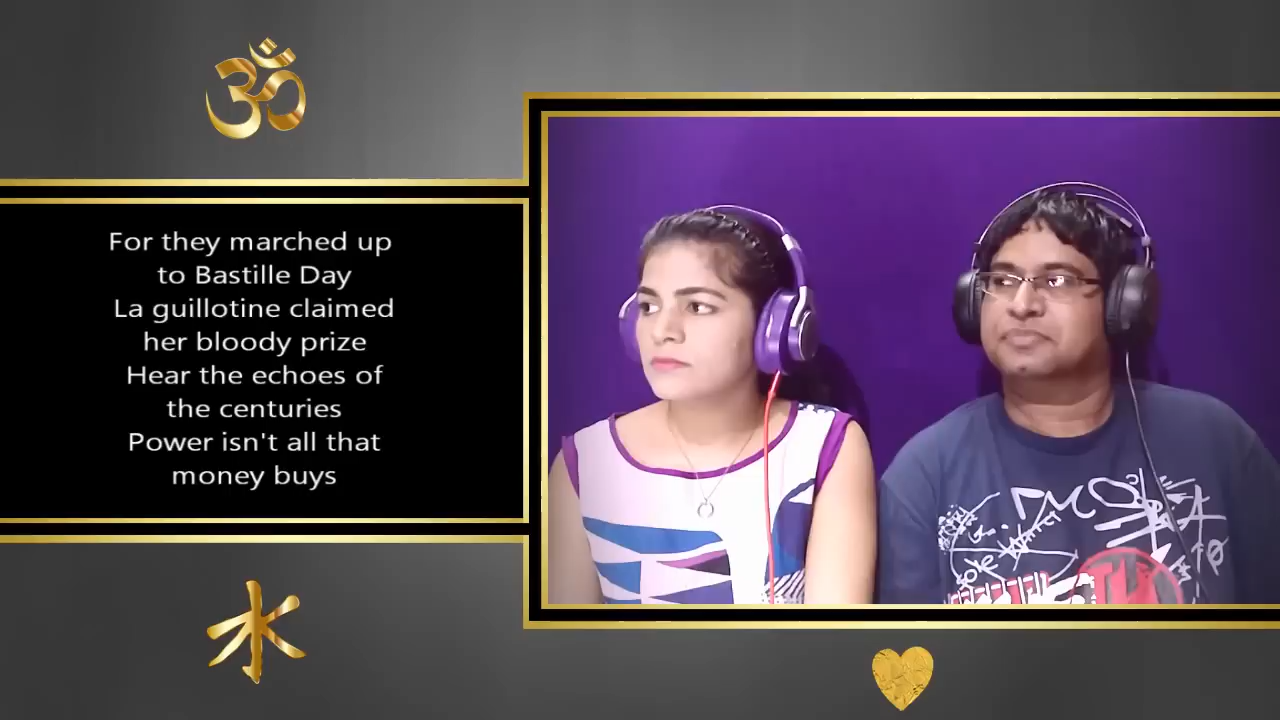 ॐ
For they marched up
to Bastille Day
La guillotine claimed
her bloody prize
Hear the echoes of
the centuries
Power isn't all that
money buys